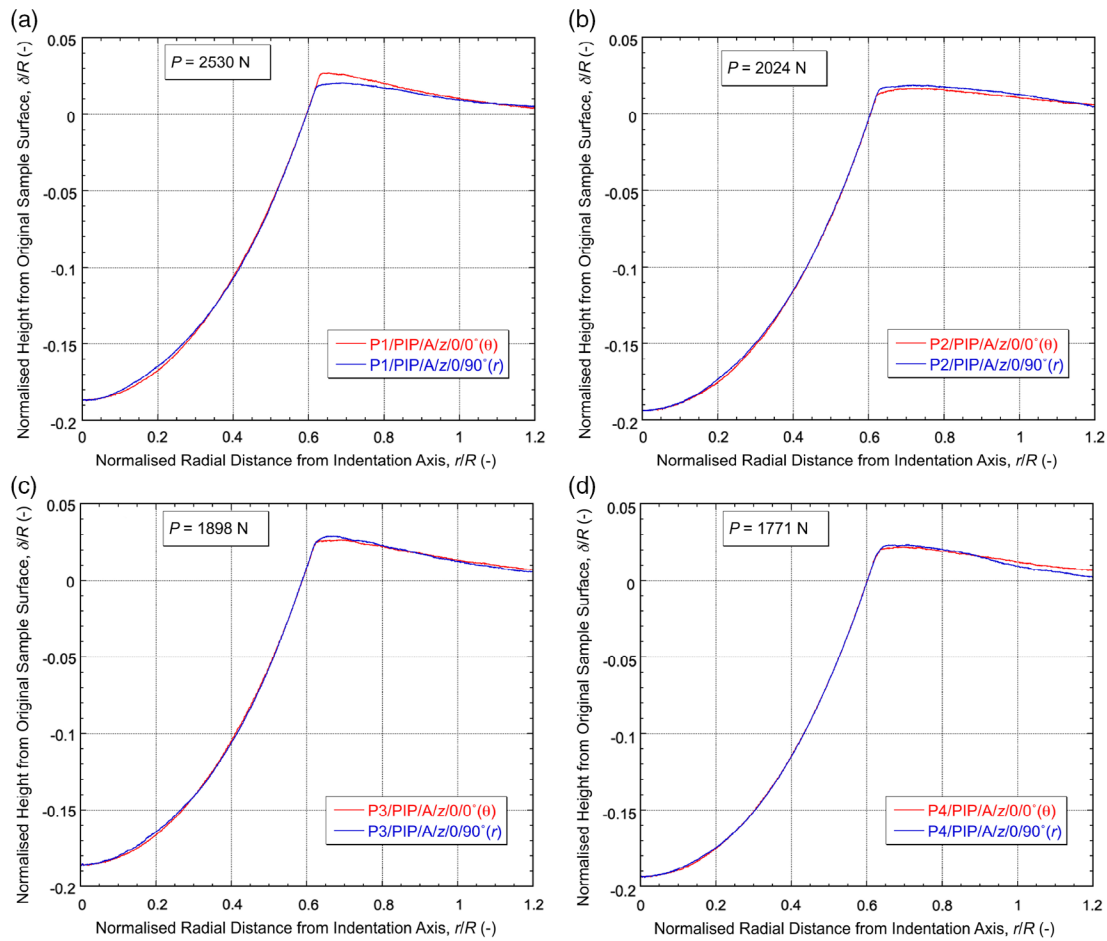 (a)
Normalised Height from Original Sample Surface, δ/R (-)
0.05
0
-0.05
-0.1
-0.15
-0.2
P = 2530 N
P1/PIP/A/z/0/0°(θ)
P1/PIP/A/z/0/90°(r)
0 0.2 0.4 0.6 0.8 1 1.2
Normalised Radial Distance from Indentation Axis, r/R (-)
(b)
Normalised Height from Original Sample Surface, δ/R (-)
0.05
0
-0.05
-0.1
-0.15
-0.2
P = 2024 N
P2/PIP/A/z/0/0°(θ)
P2/PIP/A/z/0/90˘(r)
0 0.2 0.4 0.6 0.8 1 1.2
Normalised Radial Distance from Indentation Axis, r/R (-)
(c)
Normalised Height from Original Sample Surface, δ/R (-)
0.05
0
-0.05
-0.1
-0.15
-0.2
P = 1898 N
P3/PIP/A/z/0/0°(θ)
P3/PIP/A/z/0/90°(r)
0 0.2 0.4 0.6 0.8 1 1.2
Normalised Radial Distance from Indentation Axis, r/R (-)
(d)
Normalised Height from Original Sample Surface, δ/R (-)
0.05
0
-0.05
-0.1
-0.15
-0.2
P = 1771 N
P4/PIP/A/z/0/0°(θ)
P4/PIP/A/z/0/90°(r)
0 0.2 0.4 0.6 0.8 1 1.2
Normalised Radial Distance from Indentation Axis, r/R (-)